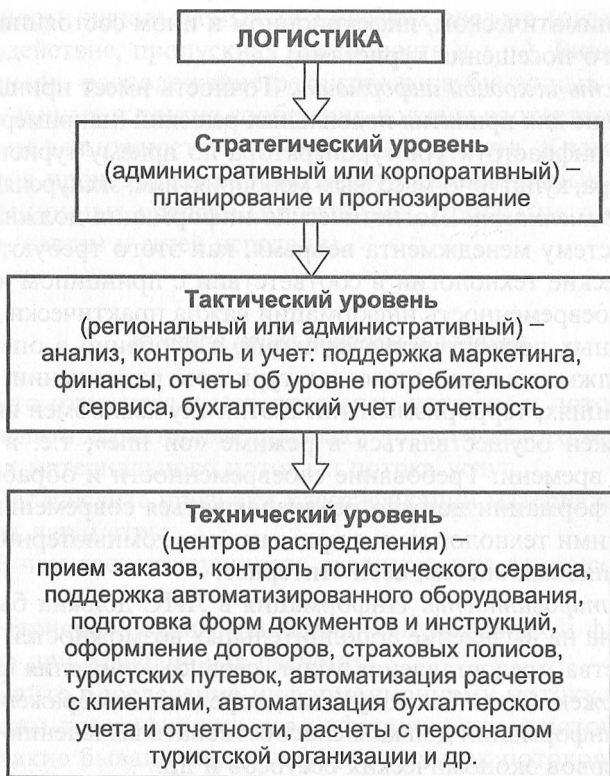 ЛОГИСТИКА
Стратегический уровень
(административный или корпоративный) –
планирование и прогнозирование
Тактический уровень
(региональный или административный) –
анализ, контроль и учет: поддержка маркетинга,
финансы, отчеты об уровне потребительского
сервиса, бухгалтерский учет и отчетность
Технический уровень
(центров распределения) –
прием заказов, контроль логистического сервиса,
поддержка автоматизированного оборудования,
подготовка форм документов и инструкций,
оформление договоров, страховых полисов,
туристских путевок, автоматизация расчетов
с клиентами, автоматизация бухгалтерского
учета и отчетности, расчеты с персоналом
туристской организации и др.